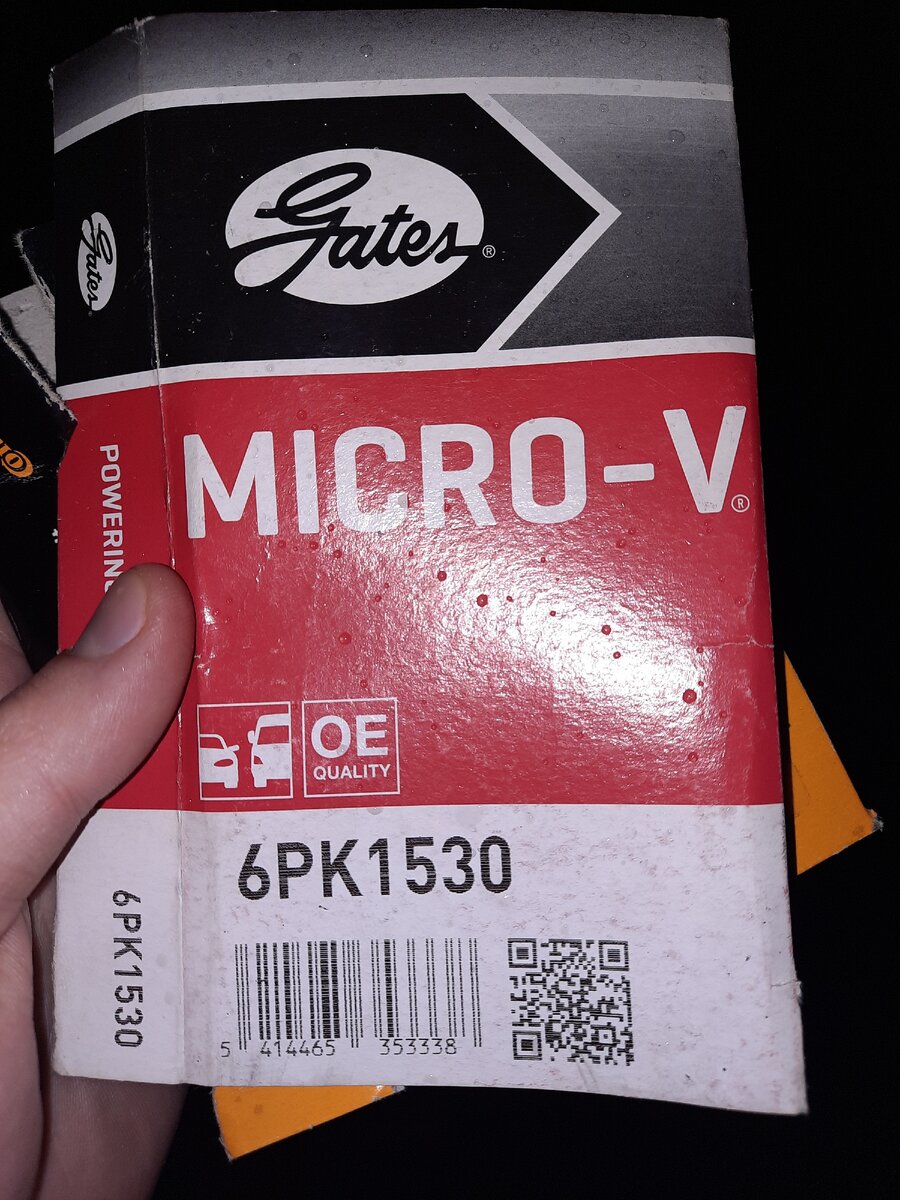 Gates®
Gates
MICRO-V®
POWERING
OE
QUALITY
6PK1530
6PK1530
5 414465 353338